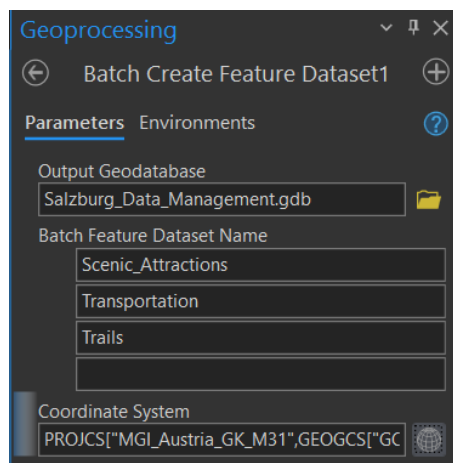 Geoprocessing
Batch Create Feature Dataset1
Parameters Environments
Output Geodatabase
Salzburg_Data_Management.gdb
Batch Feature Dataset Name
Scenic_Attractions
Transportation
Trails
Coordinate System
PROJCS["MGI_Austria_GK_M31",GEOGCS["GC